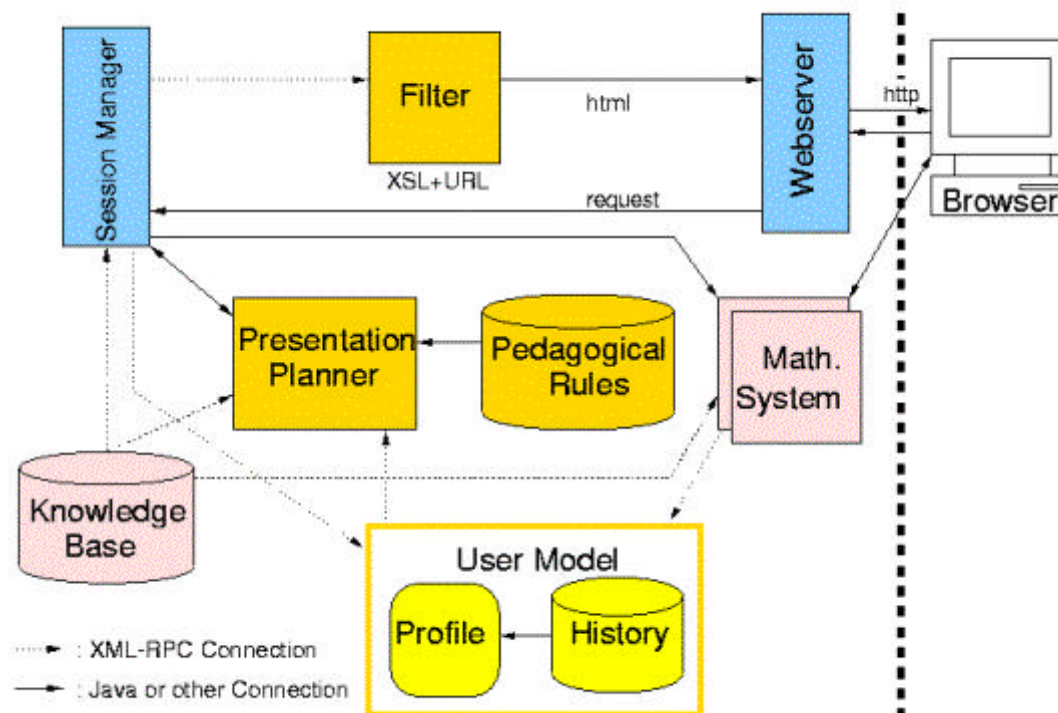 Session Manager
Filter
XSL+URL
html
request
Webserver
http
Browser
Presentation
Planner
Pedagogical
Rules
Math.
System
Knowledge
Base
User Model
Profile
History
: XML-RPC Connection
: Java or other Connection